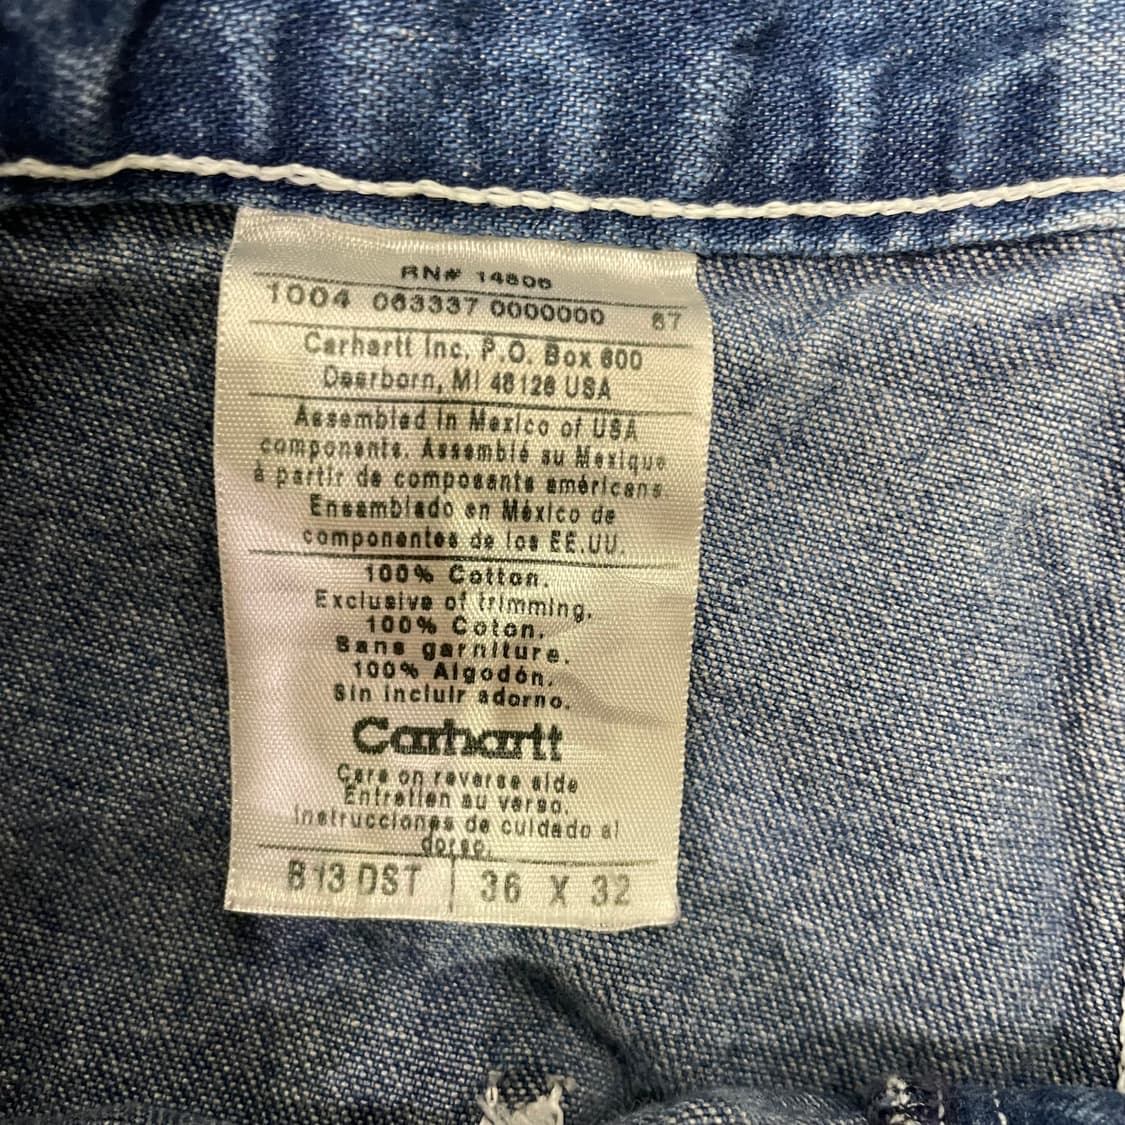 RN# 14806
1004 063337 0000000 67
Carhartt Inc, P.O. Box 600
Dearborn, MI 48126 USA
Assembled in Mexico of USA
components. Assemblé au Mexique
à partir de composants américans.
Ensamblado en México de
componentes de los EE.UU.
100% Cotton.
Exclusive of trimming.
100% Coton.
Sans garniture.
100% Algodón.
Sin incluir adorno.
Carhartt
Care on reverse side
Entretien au verso.
Instrucciones de cuidado al
dorso.
B13 DST 36 X 32